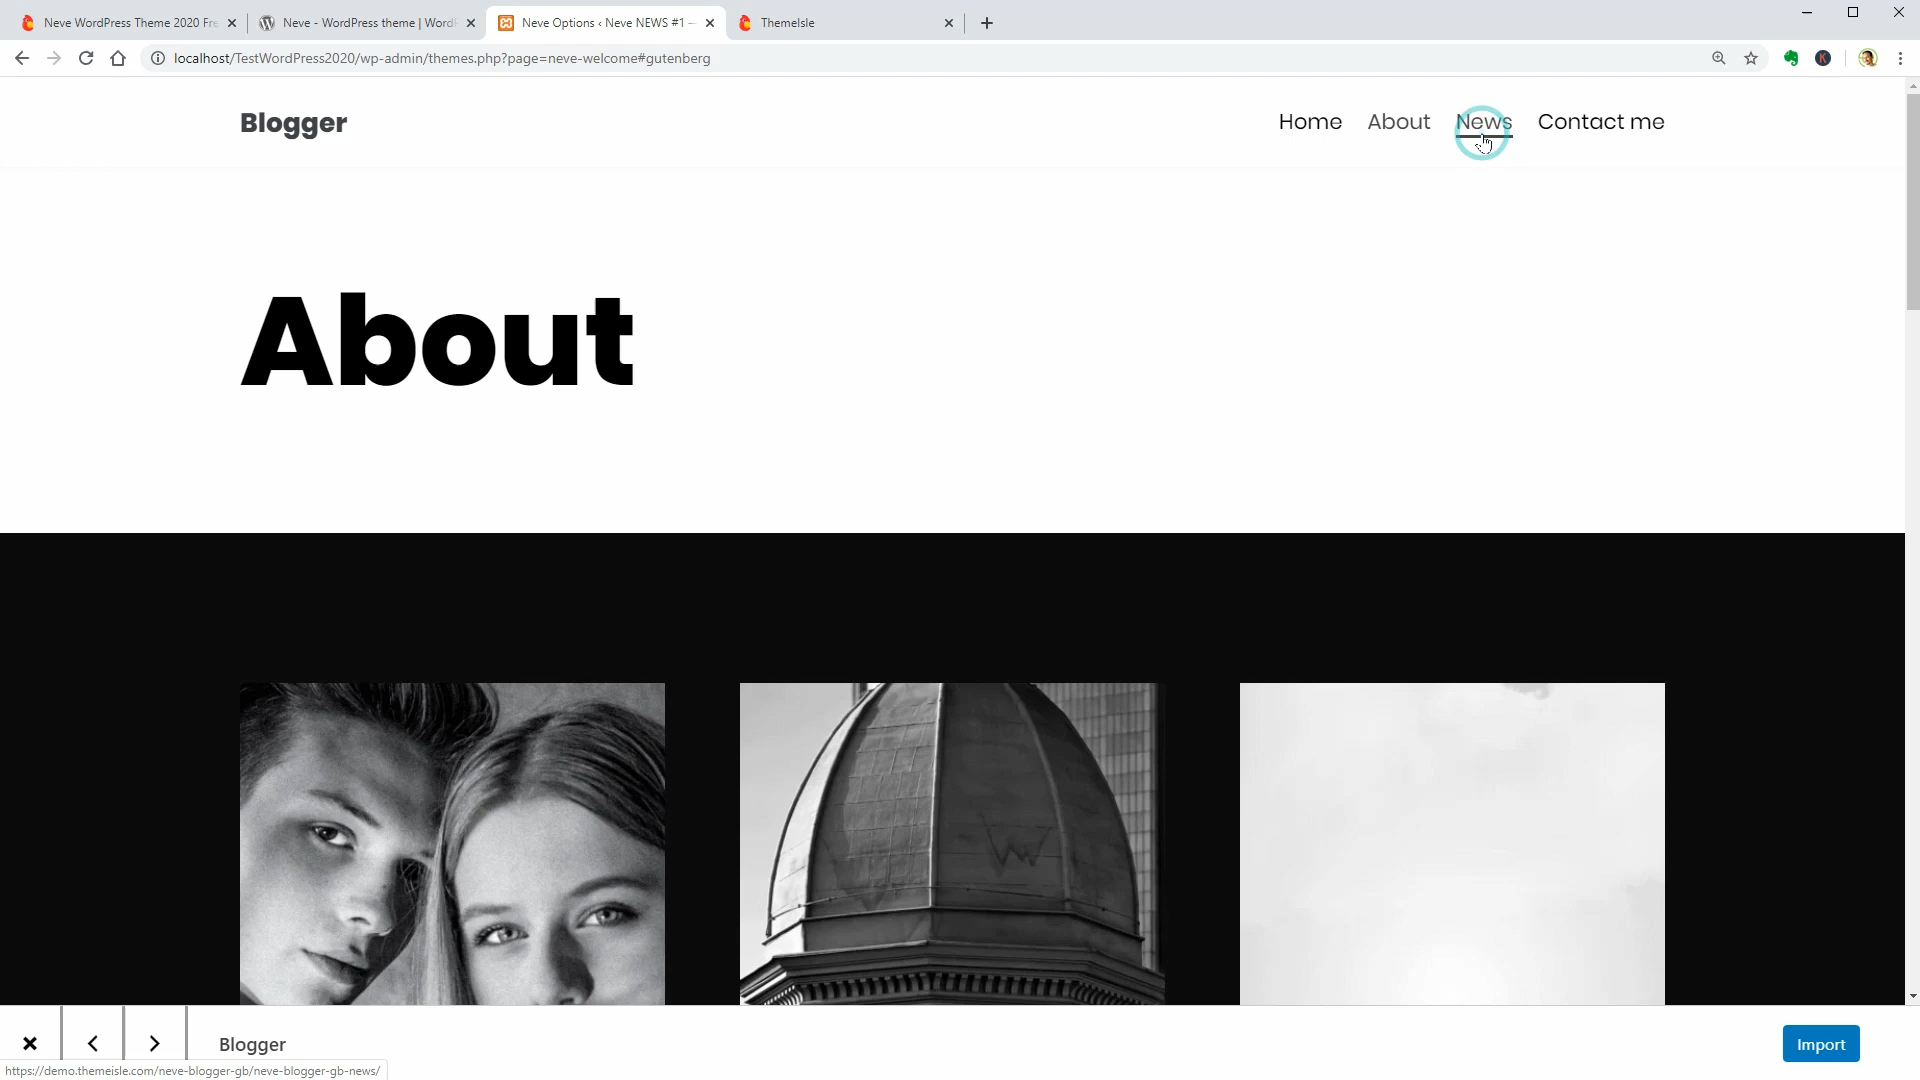 Neve WordPress Theme 2020 Fre
Neve - WordPress theme | WordP
Neve Options ‹ Neve NEWS #1 —
ThemeIsle
localhost/TestWordPress2020/wp-admin/themes.php?page=neve-welcome#gutenberg
Blogger
Home About News Contact me
About
Blogger
Import
https://demo.themeisle.com/neve-blogger-gb/neve-blogger-gb-news/